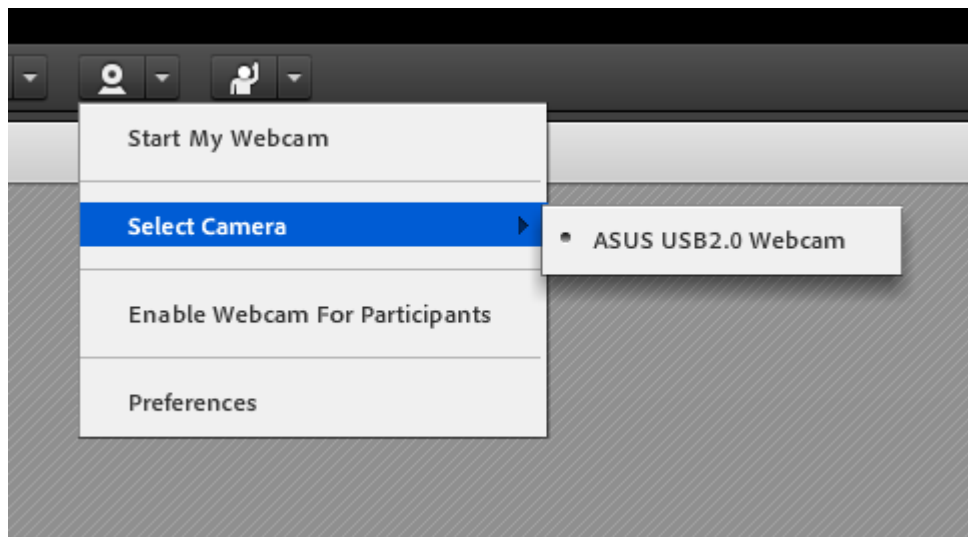 Start My Webcam
Select Camera
ASUS USB2.0 Webcam
Enable Webcam For Participants
Preferences